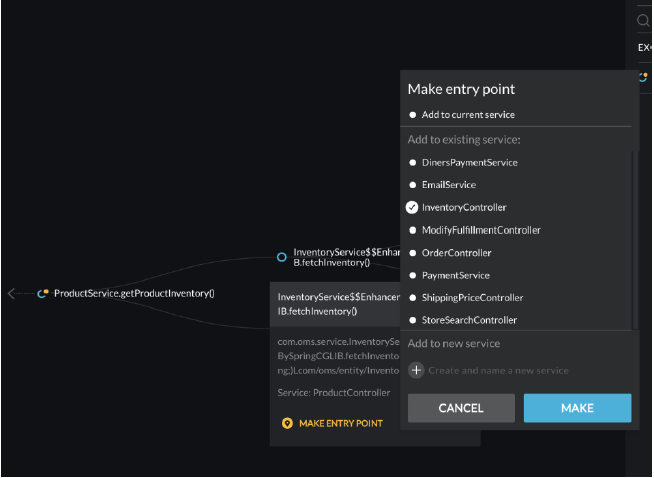 EX
Make entry point
Add to current service
Add to existing service:
DinersPaymentService
EmailService
InventoryController
ModifyFulfillmentController
OrderController
PaymentService
ShippingPriceController
StoreSearchController
Add to new service
Create and name a new service
CANCEL
MAKE
InventoryService$$Enhan
B.fetchInventory()
ProductService.getProductInventory()
InventoryService$$Enhancer
IB.fetchInventory()
com.oms.service.InventorySe
BySpringCGLIB.fetchInvento
ng;)Lcom/oms/entity/Invento
Service: ProductController
MAKE ENTRY POINT